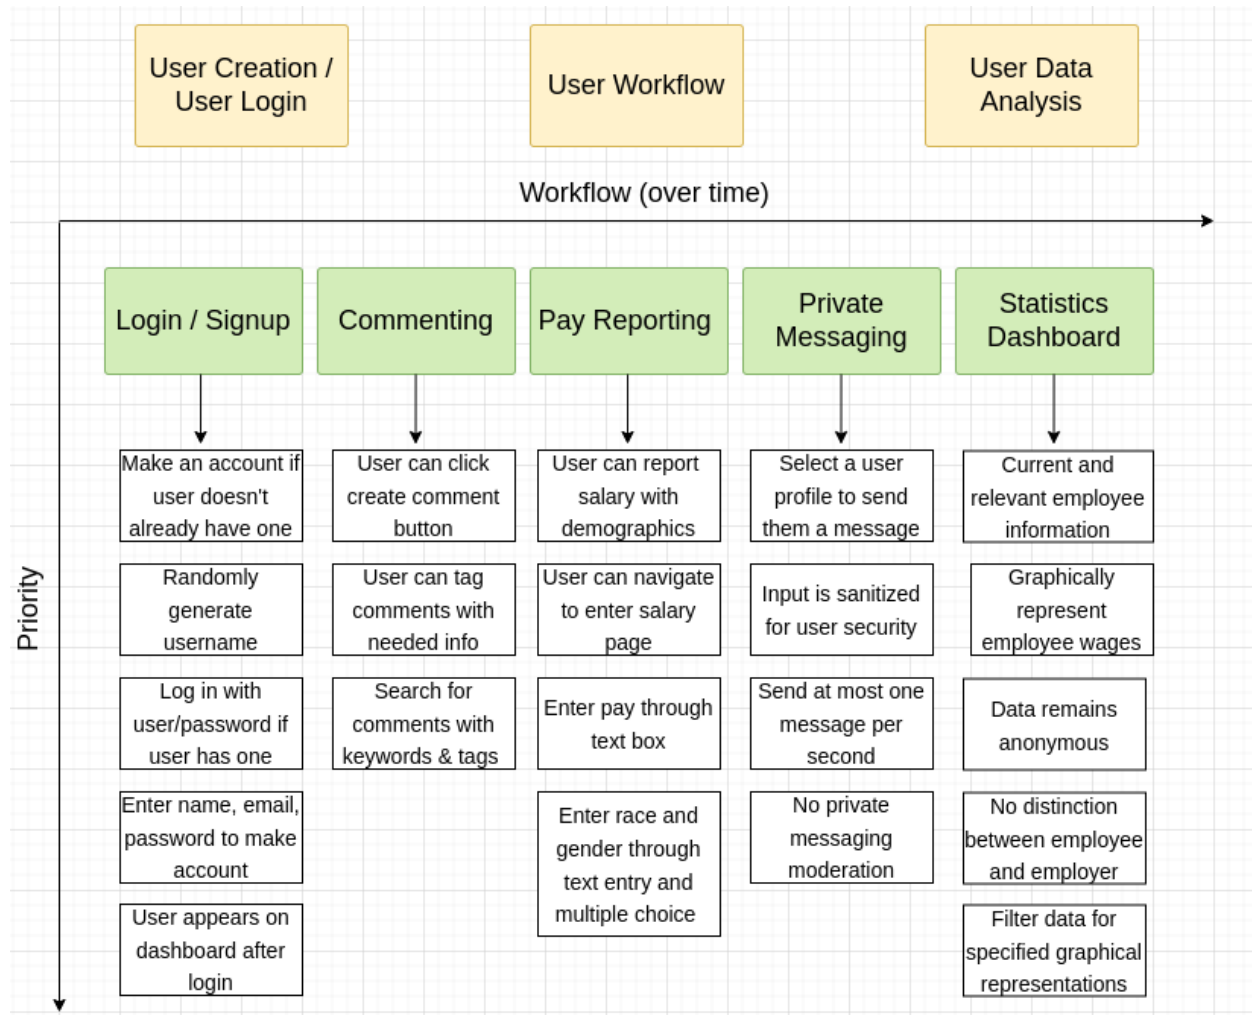 User Creation /
User Login
User Workflow
User Data
Analysis
Workflow (over time)
Priority
Login / Signup
Commenting
Pay Reporting
Private
Messaging
Statistics
Dashboard
Make an account if
user doesn't
already have one
Randomly
generate
username
Log in with
user/password if
user has one
Enter name, email,
password to make
account
User appears on
dashboard after
login
User can click
create comment
button
User can tag
comments with
needed info
Search for
comments with
keywords & tags
User can report
salary with
demographics
User can navigate
to enter salary
page
Enter pay through
text box
Enter race and
gender through
text entry and
multiple choice
Select a user
profile to send
them a message
Input is sanitized
for user security
Send at most one
message per
second
No private
messaging
moderation
Current and
relevant employee
information
Graphically
represent
employee wages
Data remains
anonymous
No distinction
between employee
and employer
Filter data for
specified graphical
representations